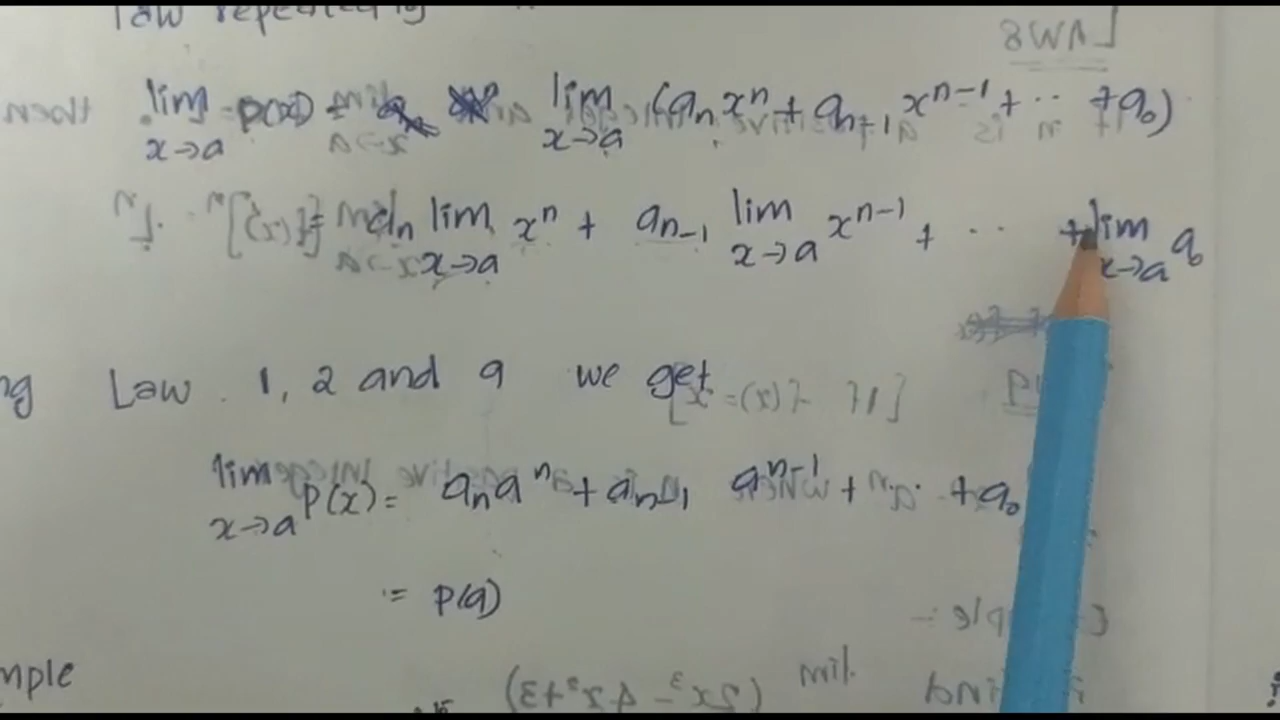 law repeatedly
lim x→a P(x) = lim x→a (aₙxⁿ + aₙ₊₁xⁿ⁻¹ + ·· + a₀)
= aₙ lim x→a xⁿ + aₙ₋₁ lim x→a xⁿ⁻¹ + ·· + lim x→a a₀
Law . 1, 2 and 9 we get
lim x→a P(x) = aₙaⁿ + aₙ₋₁ aⁿ⁻¹ + ·· + a₀
= P(a)